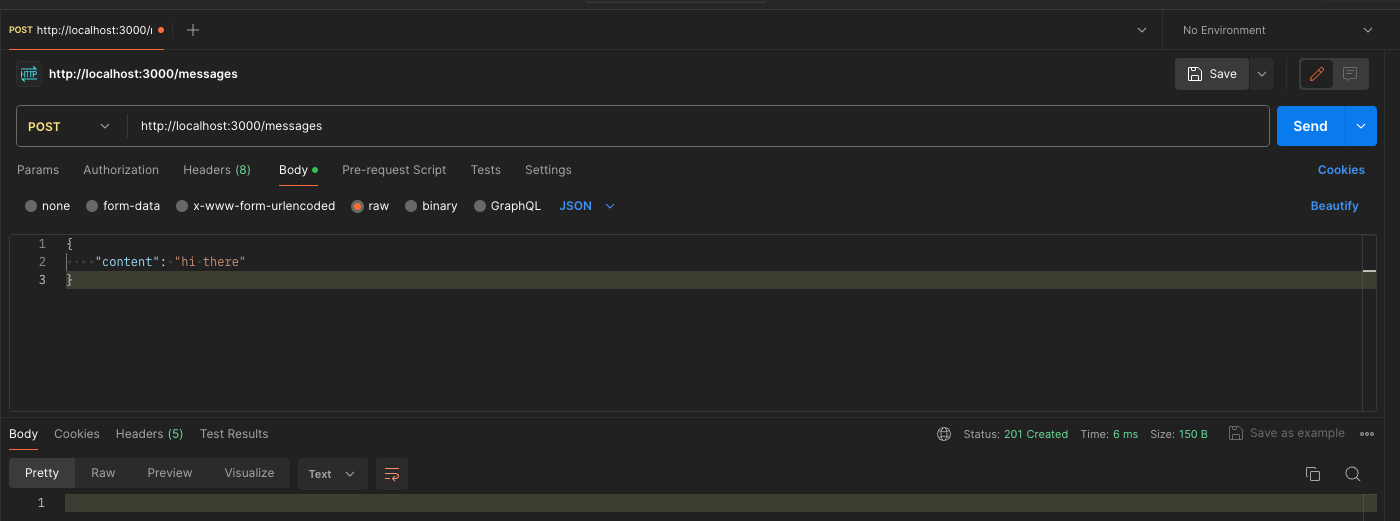 POST http://localhost:3000/ No Environment
HTTP http://localhost:3000/messages Save
POST http://localhost:3000/messages Send
Params Authorization Headers (8) Body Pre-request Script Tests Settings Cookies
none form-data x-www-form-urlencoded raw binary GraphQL JSON Beautify
1 {
2 "content": "hi there"
3 }
Body Cookies Headers (5) Test Results Status: 201 Created Time: 6 ms Size: 150 B Save as example
Pretty Raw Preview Visualize Text
1